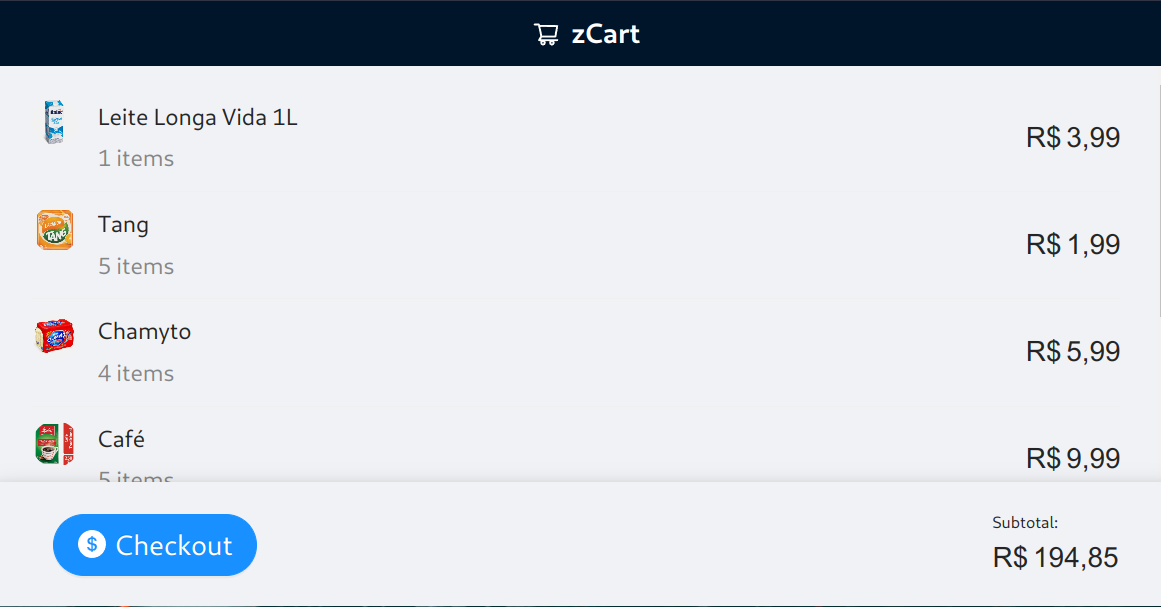 zCart
Leite Longa Vida 1L
R$ 3,99
1 items
Tang
R$ 1,99
5 items
TANG
Chamyto
R$ 5,99
4 items
Café
R$ 9,99
5 items
$ Checkout
Subtotal:
R$ 194,85